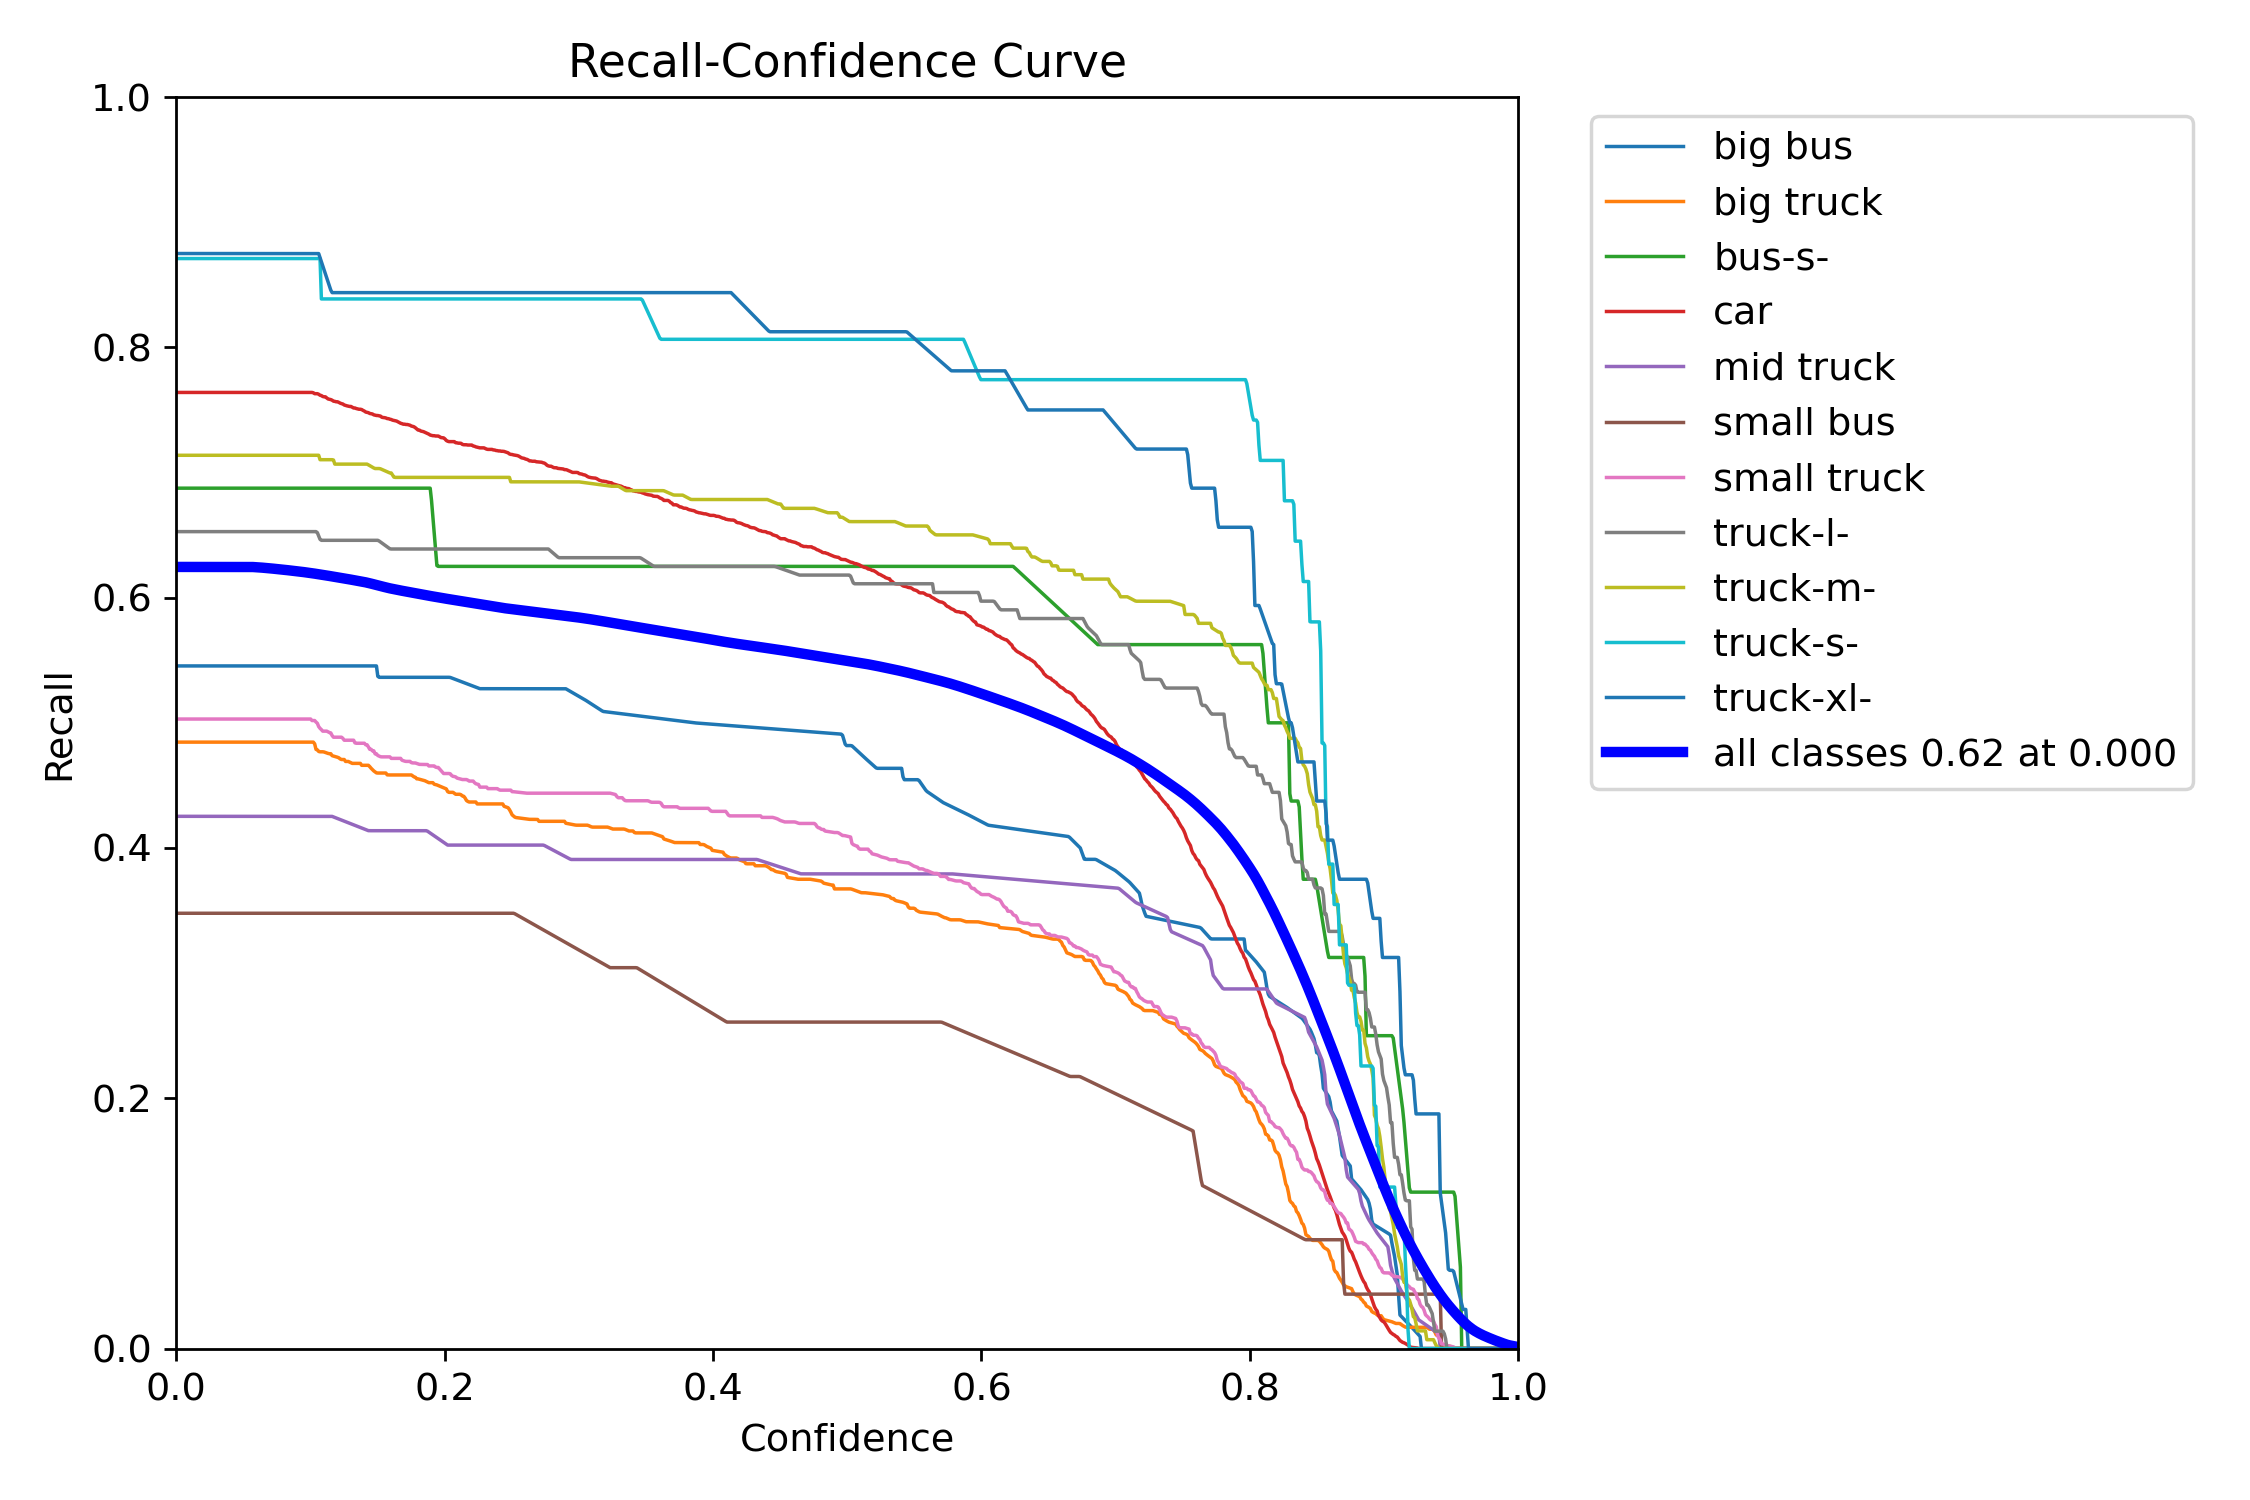 Recall-Confidence Curve
1.0
0.8
0.6
0.4
0.2
0.0
Recall
0.0 0.2 0.4 0.6 0.8 1.0
Confidence
big bus
big truck
bus-s-
car
mid truck
small bus
small truck
truck-l-
truck-m-
truck-s-
truck-xl-
all classes 0.62 at 0.000